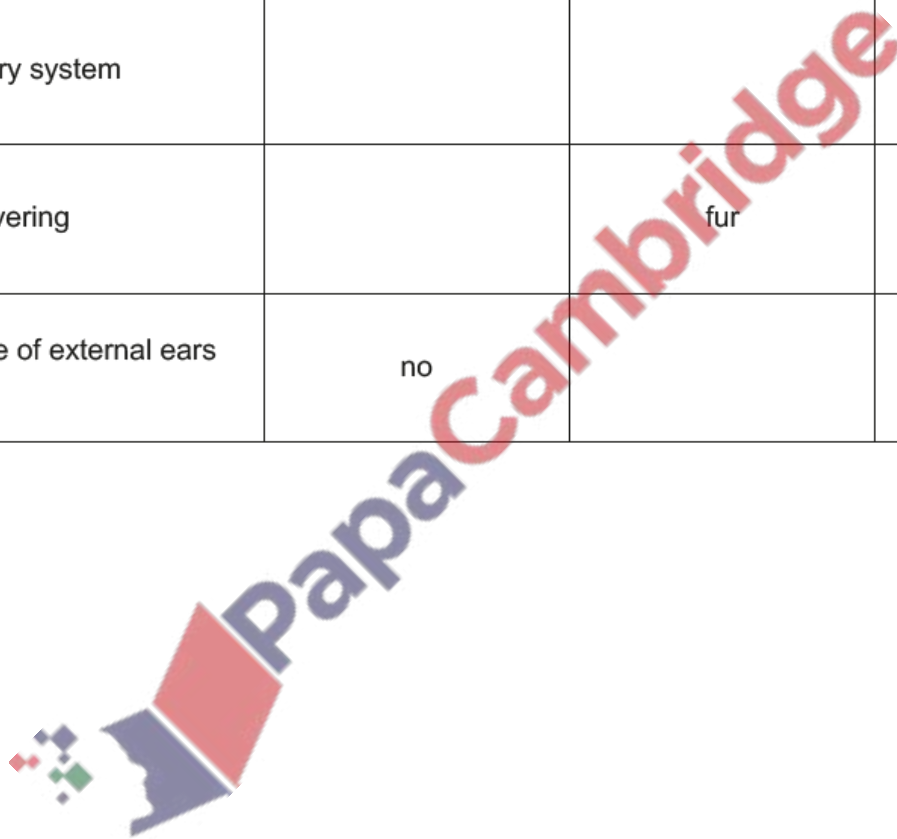 ry system
vering
fur
e of external ears
no
PapaCambridge